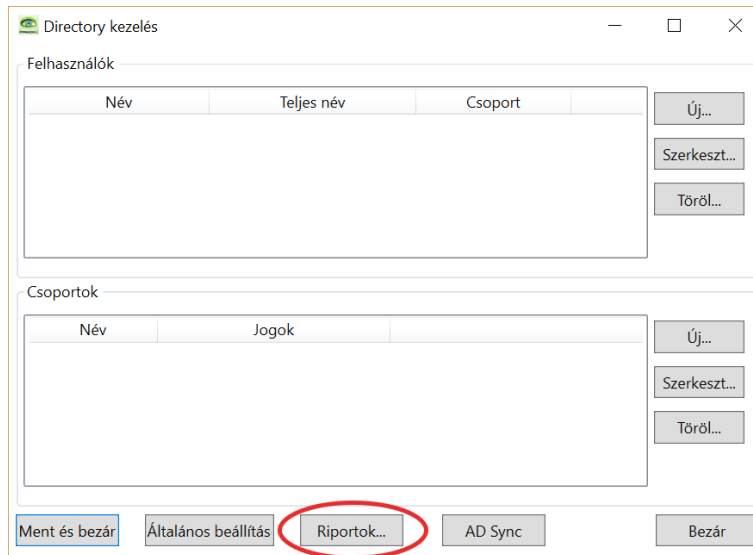 Directory kezelés
Felhasználók
Név Teljes név Csoport
Új...
Szerkeszt...
Töröl...
Csoportok
Név Jogok
Új...
Szerkeszt...
Töröl...
Ment és bezár Általános beállítás Riportok... AD Sync Bezár